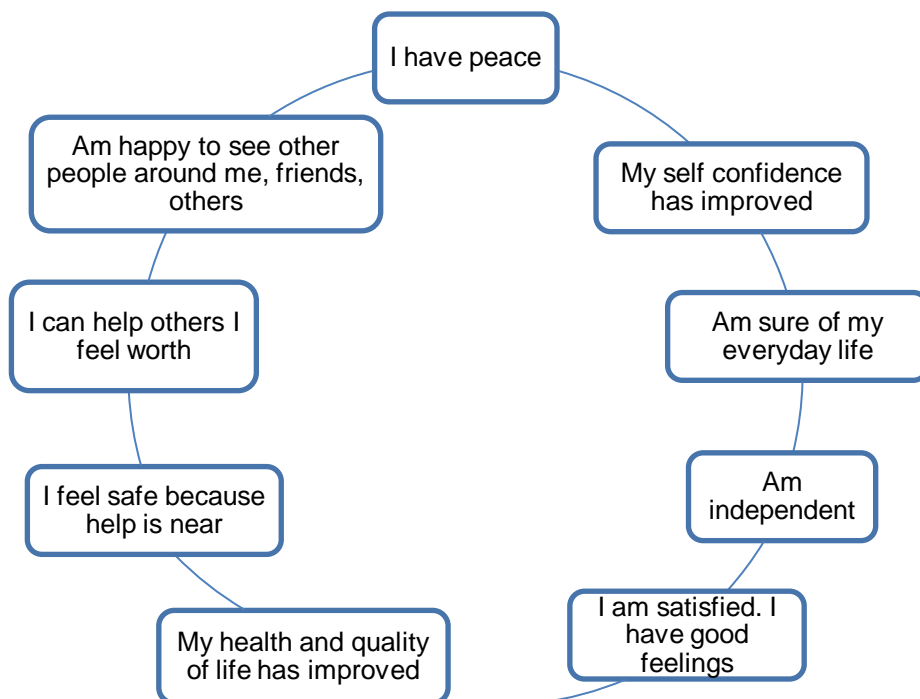 I have peace
My self confidence
has improved
Am sure of my
everyday life
Am
independent
I am satisfied. I
have good
feelings
My health and quality
of life has improved
I feel safe because
help is near
I can help others I
feel worth
Am happy to see other
people around me, friends,
others